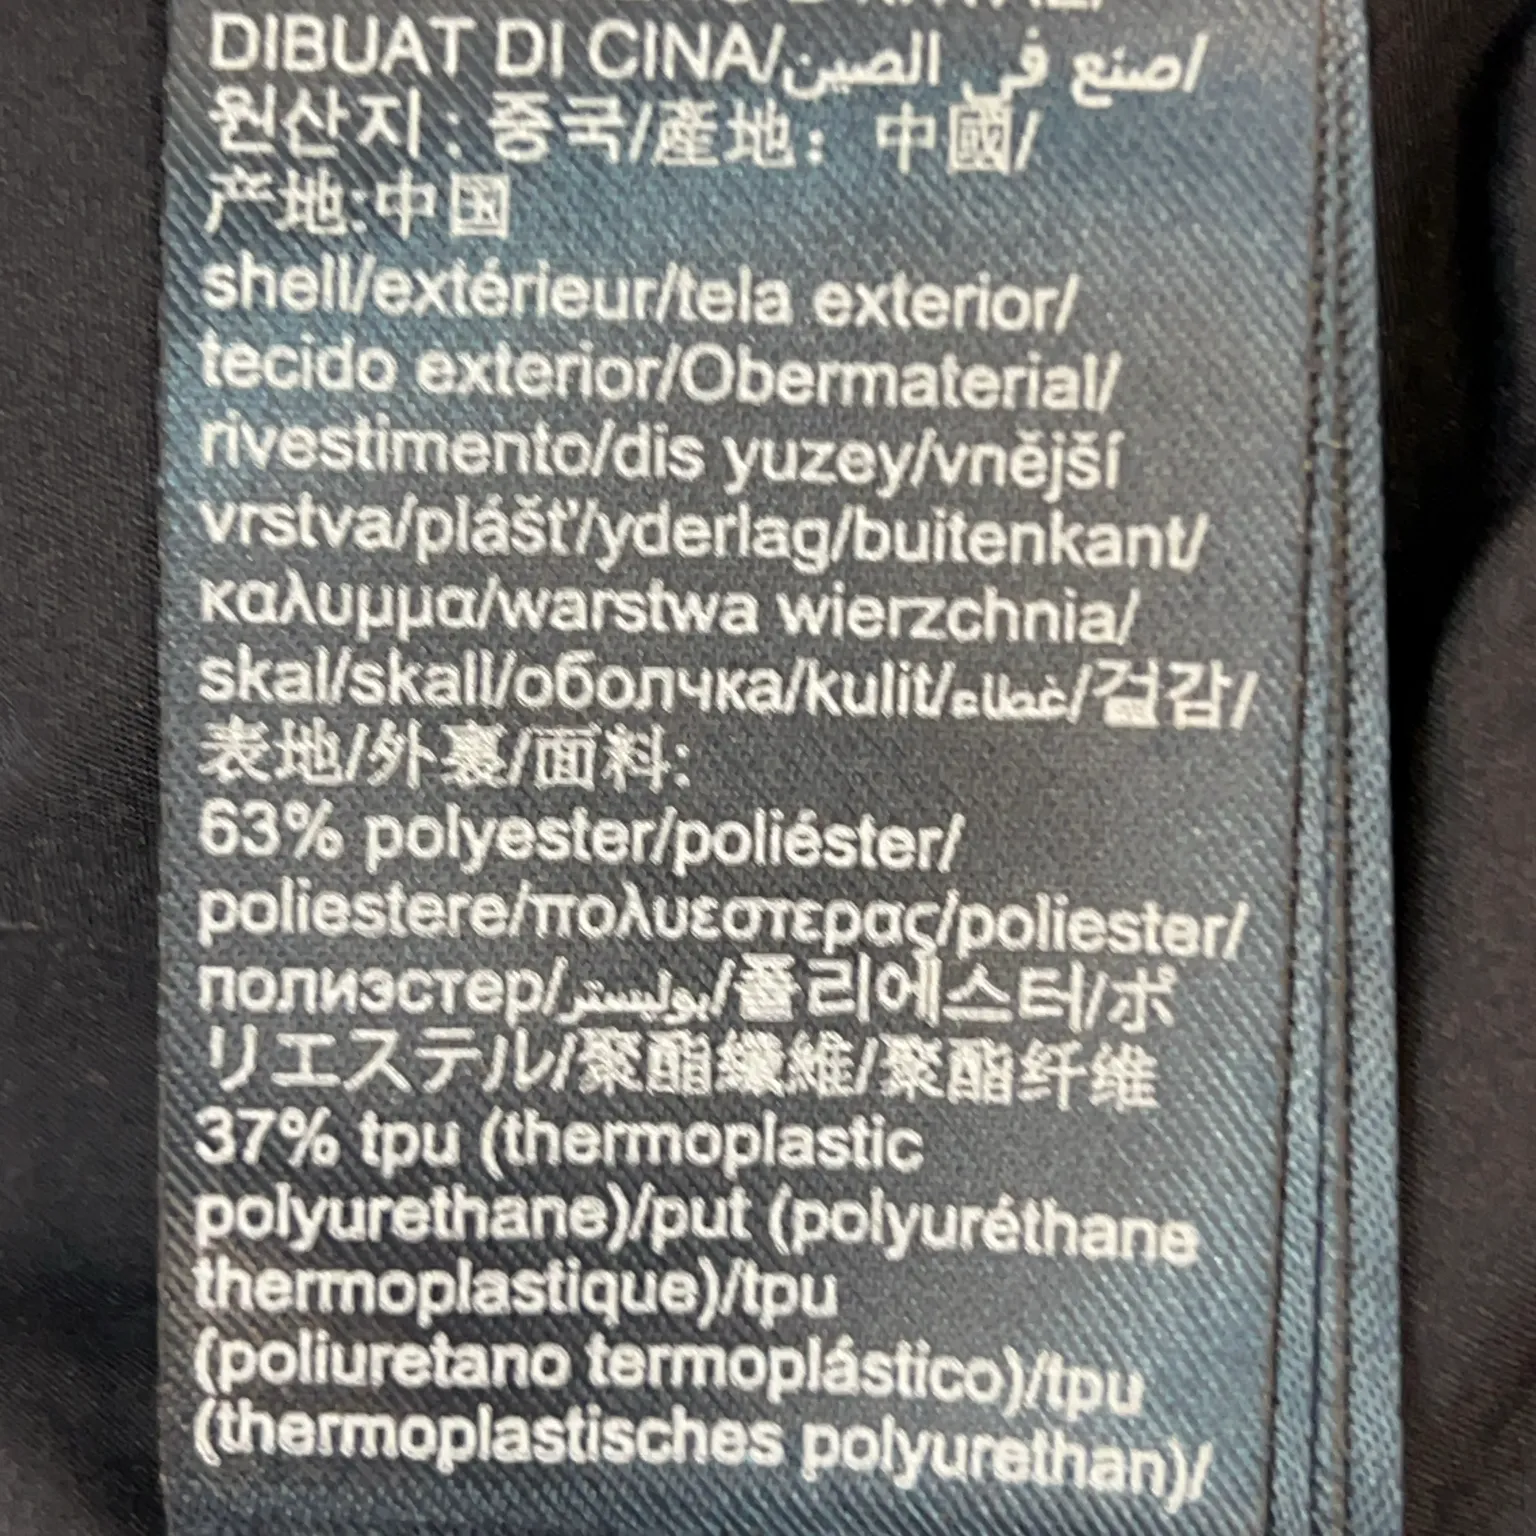 DIBUAT DI CINA/صنع في الصين/
원산지 : 중국/產地： 中國/
产地:中国
shell/extérieur/tela exterior/
tecido exterior/Obermaterial/
rivestimento/dis yuzey/vnější
vrstva/plášť/yderlag/buitenkant/
καλυμμα/warstwa wierzchnia/
skal/skall/оболчка/kulit/غطاء/겉감/
表地/外裏/面料:
63% polyester/poliéster/
poliestere/πολυεστερας/poliester/
полиэстер/بوليستر/폴리에스터/ポ
リエステル/聚酯纖維/聚酯纤维
37% tpu (thermoplastic
polyurethane)/put (polyuréthane
thermoplastique)/tpu
(poliuretano termoplástico)/tpu
(thermoplastisches polyurethan)/